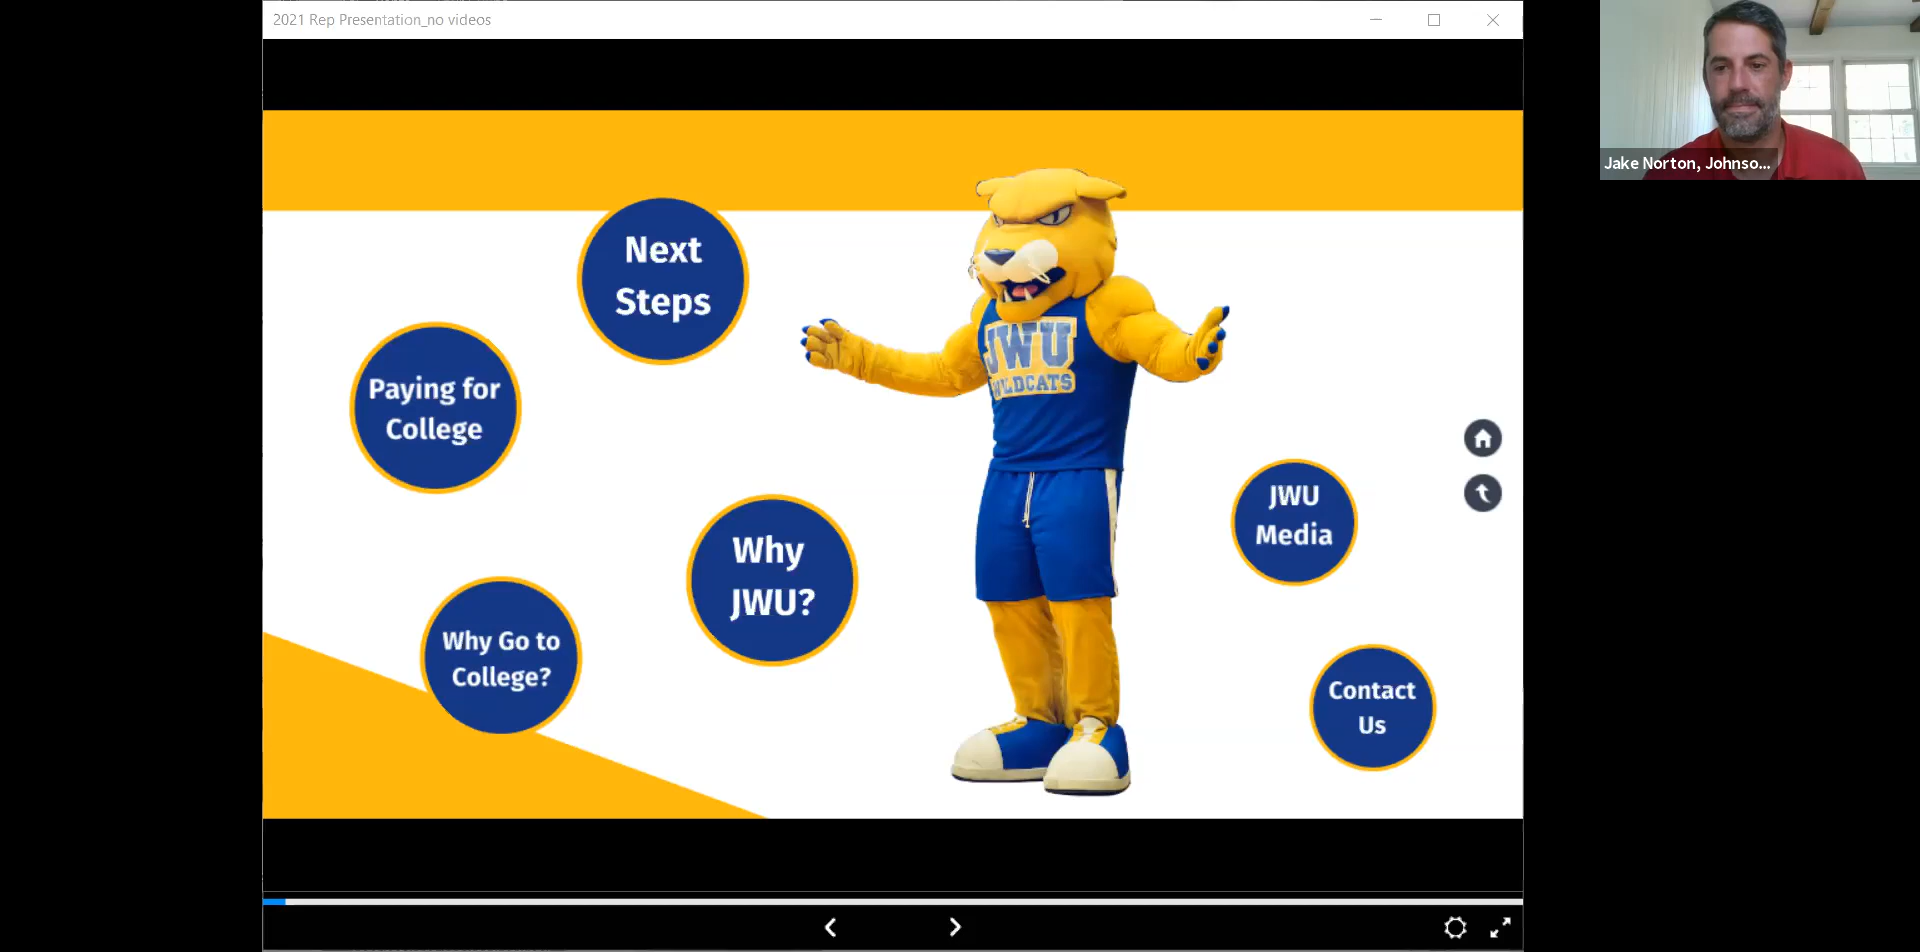 2021 Rep Presentation_no videos
Jake Norton, Johnso...
Next
Steps
Paying for
College
JWU
WILDCATS
Why
JWU?
JWU
Media
Why Go to
College?
Contact
Us